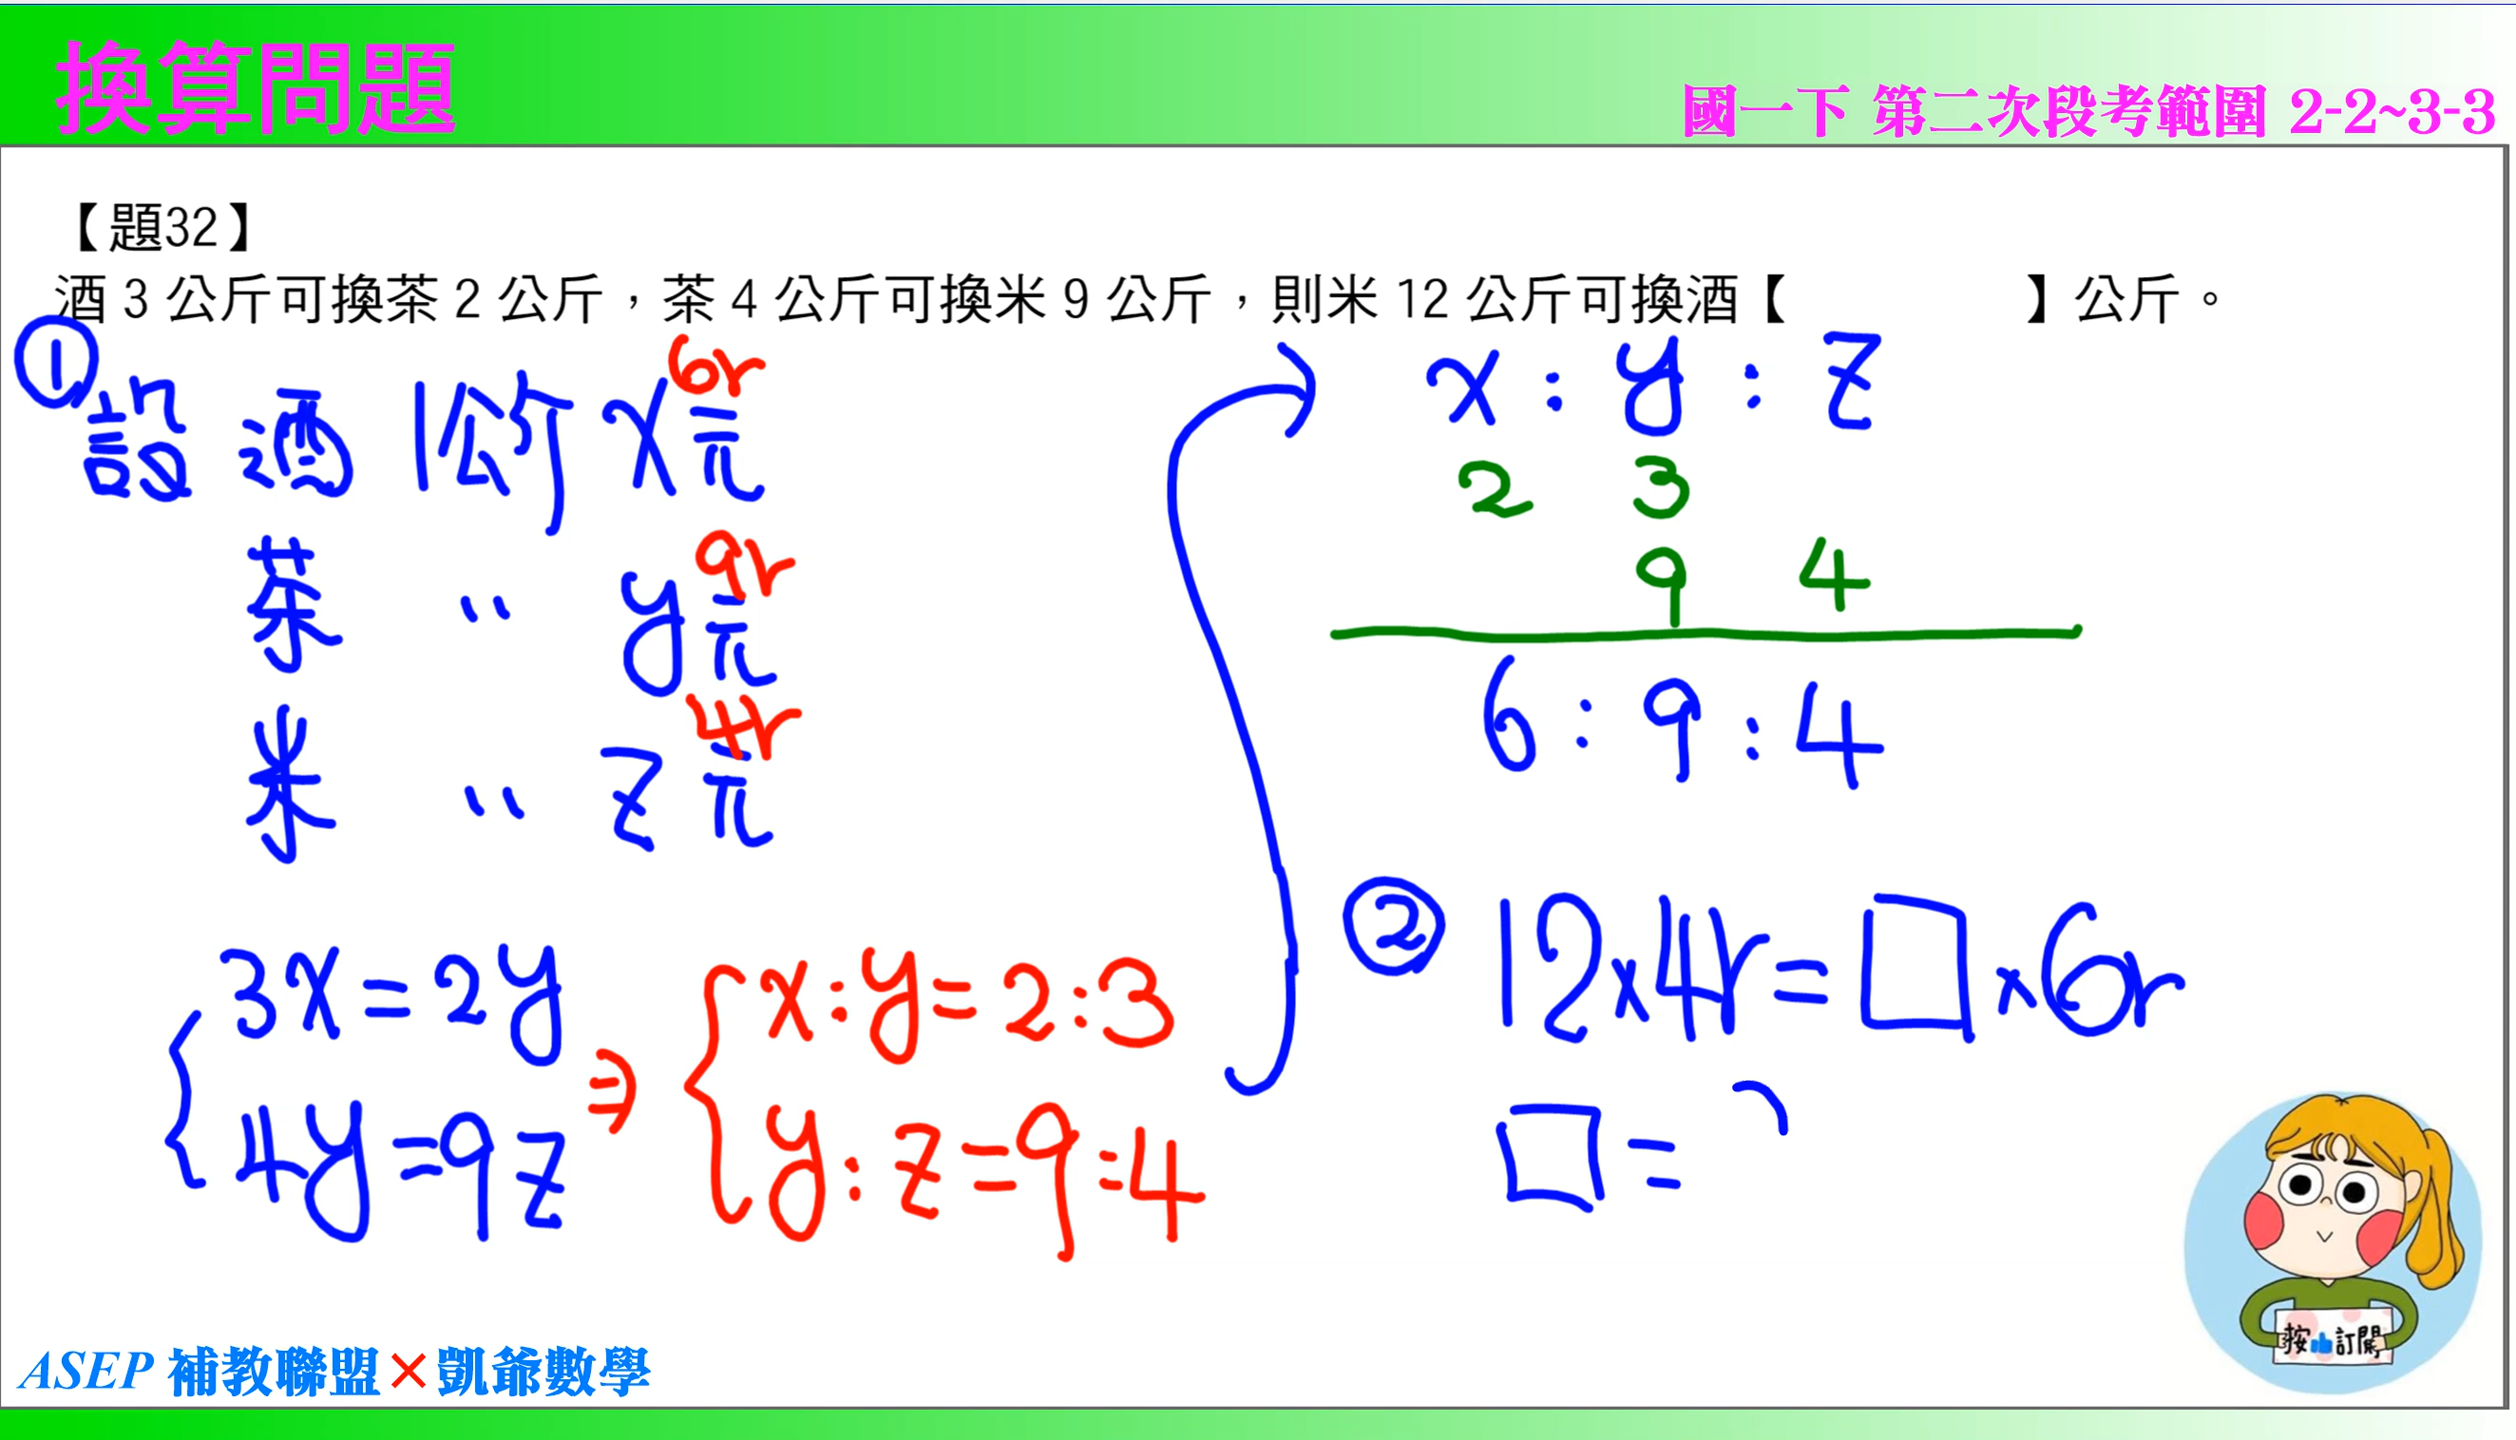 換算問題
國一下 第二次段考範圍 2-2~3-3
【題32】
酒 3 公斤可換茶 2 公斤，茶 4 公斤可換米 9 公斤，則米 12 公斤可換酒【 】公斤。
① 設 酒 1公斤 x元 6r
茶 〃 y元 9r
米 〃 z元 4r
3x=2y
4y=9z
⇒
x:y=2:3
y:z=9:4
x : y : z
2 3
9 4
6 : 9 : 4
② 12×4r=□×6r
□=
按 訂閱
ASEP 補教聯盟×凱爺數學